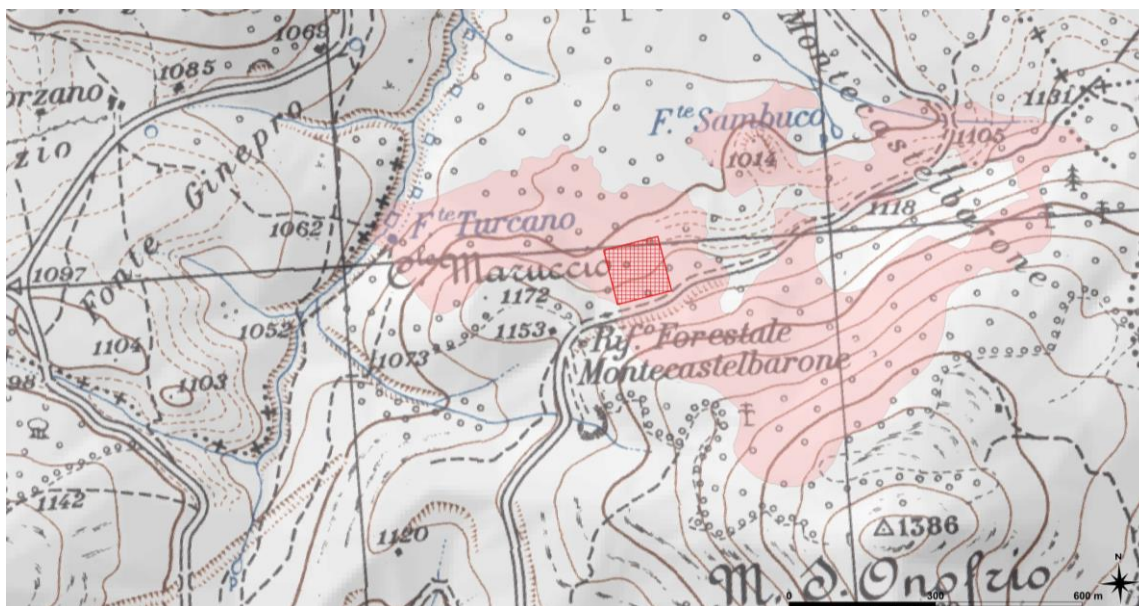 1069
1085
orzano
zio
Fonte Ginepro
1097
1104
1103
98
1142
1062
1052
1073
F.te Turcano
C.le Maruccio
1172
1153
Rif.o Forestale
Montecastelbarone
1120
F.te Sambuco
1014
Montecastelbarone
1131
1105
1118
1386
M. S. Onofrio
N
0 300 600 m